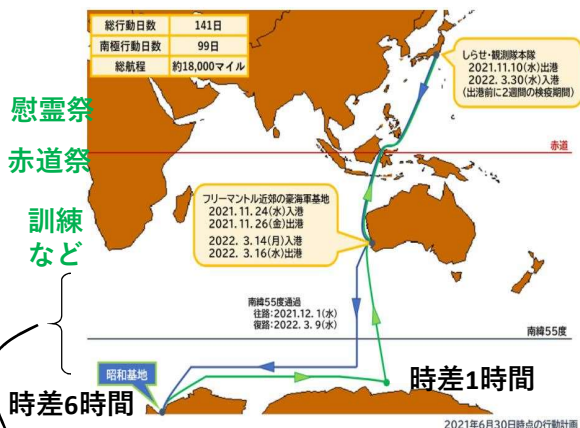 総行動日数 141日
南極行動日数 99日
総航程 約18,000マイル
しらせ・観測隊本隊
2021.11.10(水)出港
2022. 3.30(水)入港
(出港前に2週間の検疫期間)
慰霊祭
赤道祭
赤道
訓練
など
フリーマントル近郊の豪海軍基地
2021.11.24(水)入港
2021.11.26(金)出港
2022. 3.14(月)入港
2022. 3.16(水)出港
南緯55度通過
往路:2021.12. 1(水)
復路:2022. 3. 9(水)
南緯55度
昭和基地
時差6時間
時差1時間
2021年6月30日時点の行動計画